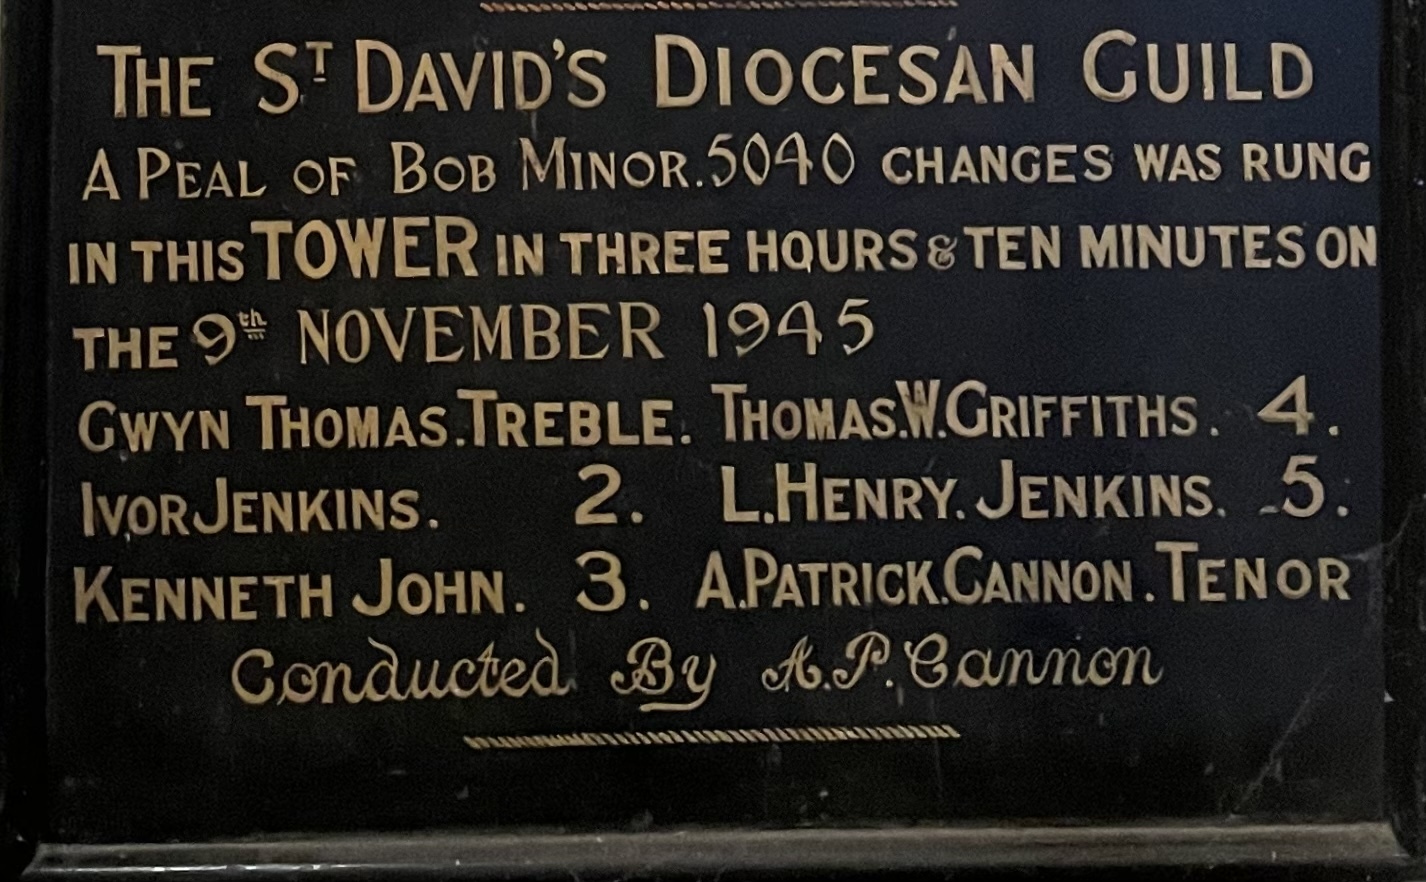 THE ST DAVID'S DIOCESAN GUILD
A PEAL OF BOB MINOR. 5040 CHANGES WAS RUNG
IN THIS TOWER IN THREE HOURS & TEN MINUTES ON
THE 9th NOVEMBER 1945
GWYN THOMAS. TREBLE. THOMAS. W. GRIFFITHS. 4.
IVOR JENKINS. 2. L. HENRY. JENKINS. 5.
KENNETH JOHN. 3. A. PATRICK. CANNON. TENOR
Conducted By A.P. Cannon